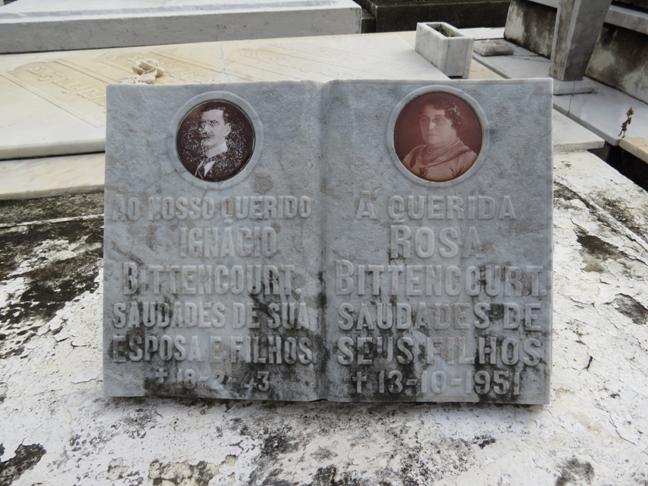 AO NOSSO QUERIDO
IGNÁCIO
BITTENCOURT.
SAUDADES DE SUA
ESPOSA E FILHOS
A QUERIDA
ROSA
BITTENCOURT.
SAUDADES DE
SEUS FILHOS
✝13-10-1951